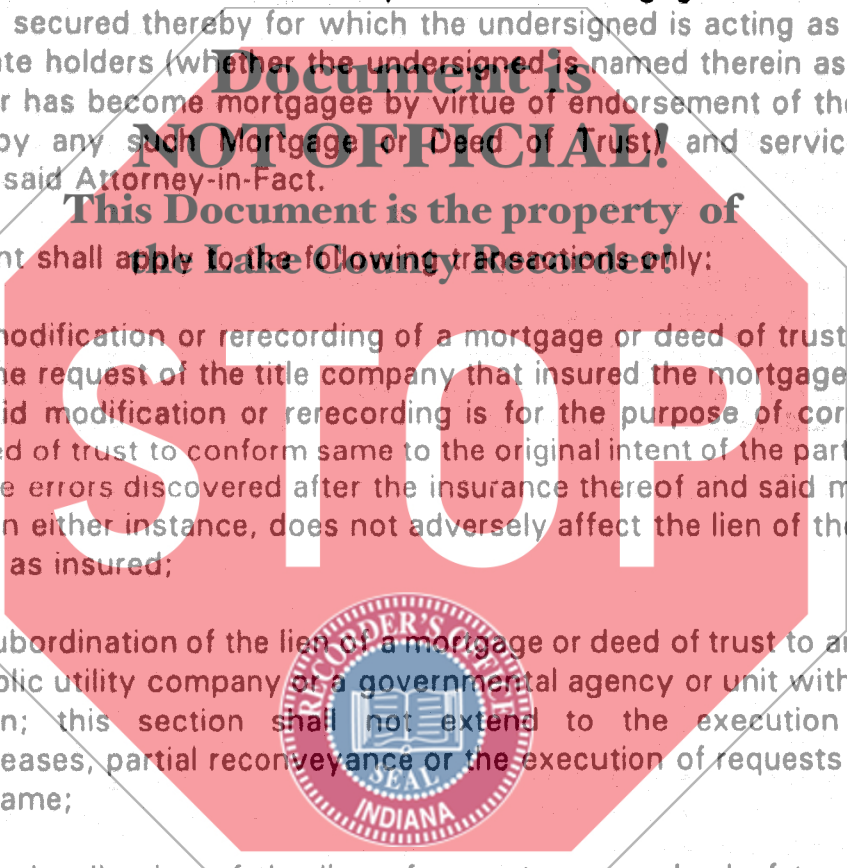 secured thereby for which the undersigned is acting as
te holders (whether the undersigned is named therein as
Document is
r has become mortgagee by virtue of endorsement of the
NOT OFFICIAL!
by any such Mortgage or Deed of Trust) and servic
said Attorney-in-Fact.
This Document is the property of
the Lake County Recorder!
nt shall apply to the following transactions only:
modification or rerecording of a mortgage or deed of trust
ne request of the title company that insured the mortgage
id modification or rerecording is for the purpose of cor
ed of trust to conform same to the original intent of the part
e errors discovered after the insurance thereof and said m
n either instance, does not adversely affect the lien of the
as insured;
STOP
ubordination of the lien of a mortgage or deed of trust to an
blic utility company or a governmental agency or unit with
n; this section shall not extend to the execution
eases, partial reconveyance or the execution of requests
ame;
RECORDER'S OFFICE
SEAL
INDIANA